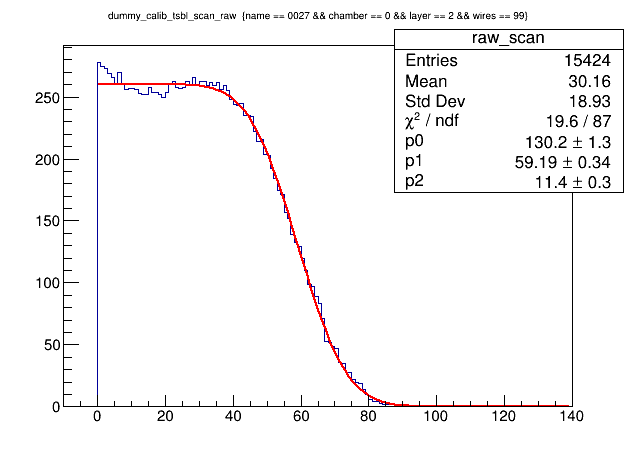 dummy_calib_tsbl_scan_raw {name == 0027 && chamber == 0 && layer == 2 && wires == 99}
raw_scan
Entries 15424
Mean 30.16
Std Dev 18.93
χ² / ndf 19.6 / 87
p0 130.2 ± 1.3
p1 59.19 ± 0.34
p2 11.4 ± 0.3
250
200
150
100
50
0
0 20 40 60 80 100 120 140